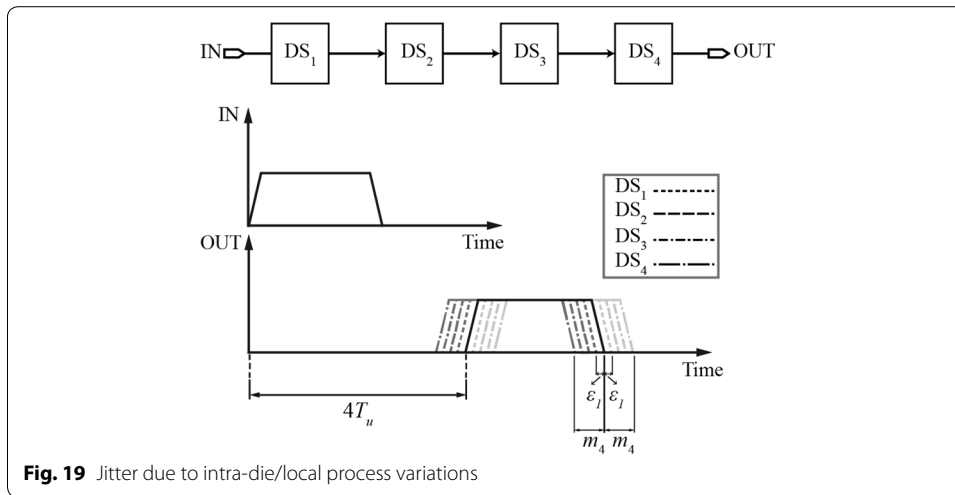 IN DS₁ DS₂ DS₃ DS₄ OUT
IN
Time
OUT
DS₁
DS₂
DS₃
DS₄
Time
4Tᵤ
ε₁ ε₁
m₄ m₄
Fig. 19 Jitter due to intra-die/local process variations